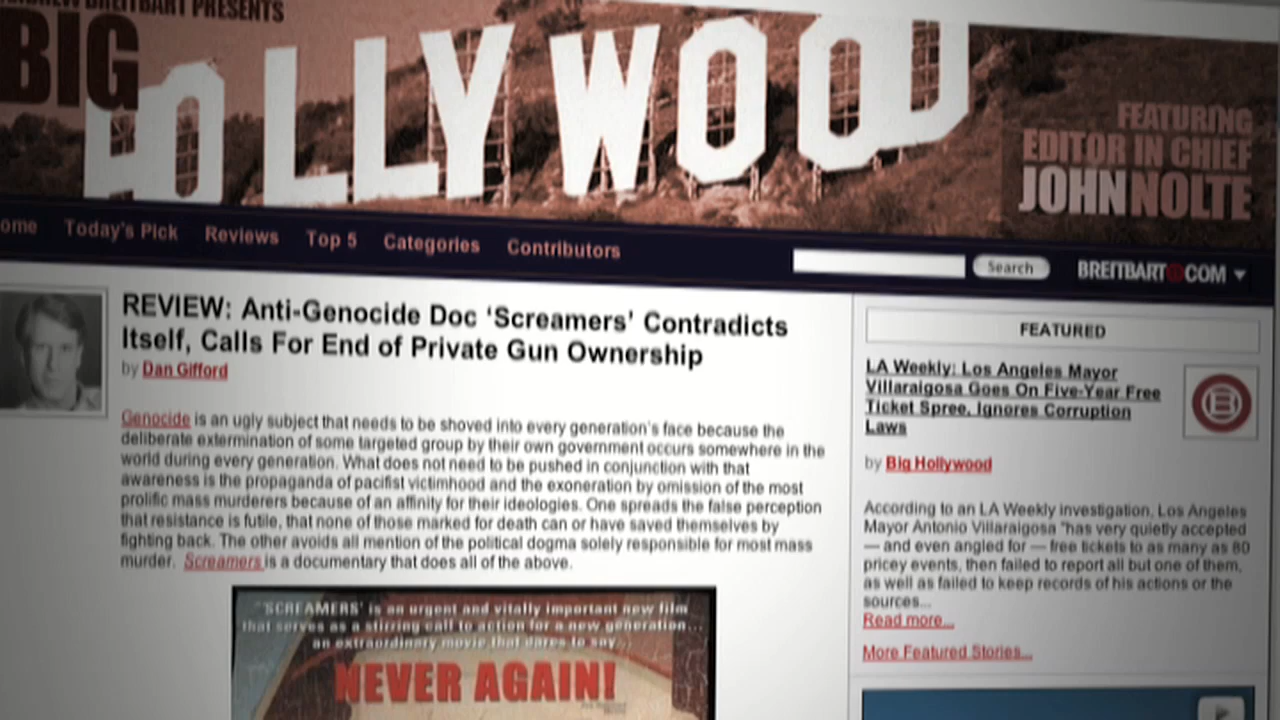 BREITBART PRESENTS
BIG
HOLLYWOOD
FEATURING
EDITOR IN CHIEF
JOHN NOLTE
Today's Pick Reviews Top 5 Categories Contributors
Search
BREITBART COM
REVIEW: Anti-Genocide Doc ‘Screamers’ Contradicts
Itself, Calls For End of Private Gun Ownership
by Dan Gifford
Genocide is an ugly subject that needs to be shoved into every generation's face because the
deliberate extermination of some targeted group by their own government occurs somewhere in the
world during every generation. What does not need to be pushed in conjunction with that
awareness is the propaganda of pacifist victimhood and the exoneration by omission of the most
prolific mass murderers because of an affinity for their ideologies. One spreads the false perception
that resistance is futile, that none of those marked for death can or have saved themselves by
fighting back. The other avoids all mention of the political dogma solely responsible for most mass
murder. Screamers is a documentary that does all of the above.
"'SCREAMERS' is an urgent and vitally important new film
that serves as a stirring call to action for a new generation...
an extraordinary movie that dares to say...
NEVER AGAIN!
FEATURED
LA Weekly: Los Angeles Mayor
Villaraigosa Goes On Five-Year Free
Ticket Spree, Ignores Corruption
Laws
by Big Hollywood
According to an LA Weekly investigation, Los Angeles
Mayor Antonio Villaraigosa "has very quietly accepted
— and even angled for — free tickets to as many as 80
pricey events, then failed to report all but one of them,
as well as failed to keep records of his actions or the
sources...
Read more...
More Featured Stories...